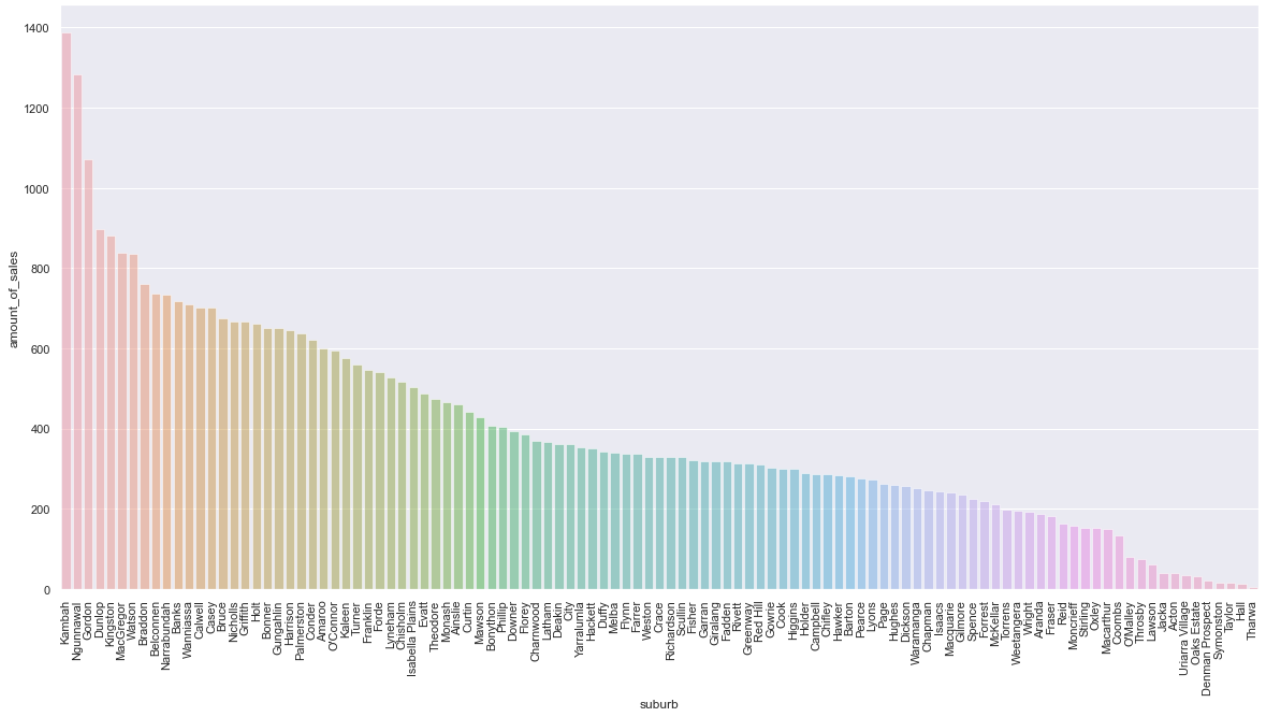 1400
1200
1000
800
600
400
200
0
amount_of_sales
Kambah
Ngunnawal
Gordon
Dunlop
Kingston
MacGregor
Watson
Braddon
Belconnen
Narrabundah
Banks
Wanniassa
Calwell
Casey
Bruce
Nicholls
Griffith
Holt
Bonner
Gungahlin
Harrison
Palmerston
Conder
Amaroo
O'Connor
Kaleen
Turner
Franklin
Forde
Lyneham
Chisholm
Isabella Plains
Evatt
Theodore
Monash
Ainslie
Curtin
Mawson
Bonython
Phillip
Downer
Florey
Charnwood
Latham
Deakin
City
Yarralumla
Hackett
Duffy
Melba
Flynn
Farrer
Weston
Crace
Richardson
Scullin
Fisher
Garran
Giralang
Fadden
Rivett
Greenway
Red Hill
Gowrie
Cook
Higgins
Holder
Campbell
Chifley
Hawker
Barton
Pearce
Lyons
Page
Hughes
Dickson
Waramanga
Chapman
Isaacs
Macquarie
Gilmore
Spence
Forrest
McKellar
Torrens
Weetangera
Wright
Aranda
Fraser
Reid
Moncrieff
Stirling
Oxley
Macarthur
Coombs
O'Malley
Throsby
Lawson
Jacka
Acton
Uriarra Village
Oaks Estate
Denman Prospect
Symonston
Taylor
Hall
Tharwa
suburb